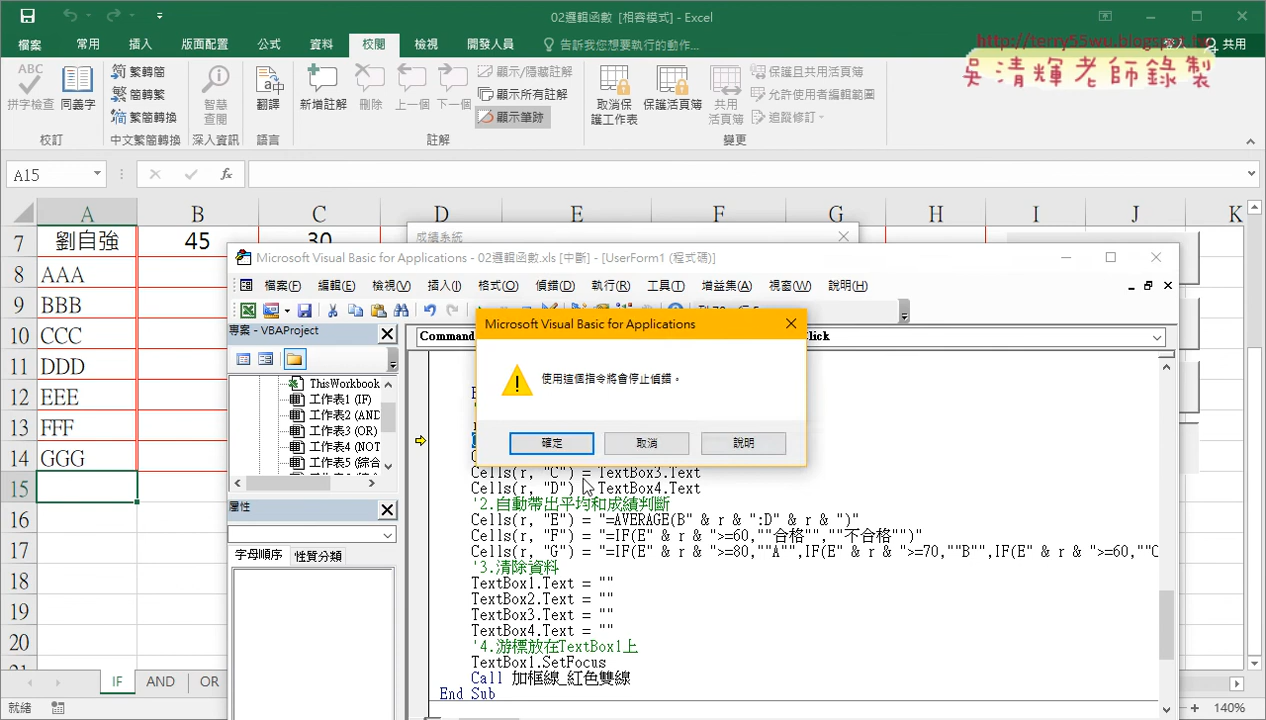 02邏輯函數 [相容模式] - Excel
http://terry55wu.blogspot.tw
吳清輝老師錄製
檔案 常用 插入 版面配置 公式 資料 校閱 檢視 開發人員 告訴我您想要執行的動作... 登入 共用
ABC
拼字檢查 同義字 繁轉簡 簡轉繁 繁簡轉換 智慧查閱 翻譯 新增註解 刪除 上一個 下一個 顯示/隱藏註解 顯示所有註解 顯示筆跡 取消保護工作表 保護活頁簿 共用活頁簿 保護且共用活頁簿 允許使用者編輯範圍 追蹤修訂
校訂 中文繁簡轉換 深入資訊 語言 註解 變更
A15 fx
A B C D E F G H I J K
7 劉自強 45 30
8 AAA
9 BBB
10 CCC
11 DDD
12 EEE
13 FFF
14 GGG
15
16
17
18
19
20
成績系統
Microsoft Visual Basic for Applications - 02邏輯函數.xls [中斷] - [UserForm1 (程式碼)]
檔案(F) 編輯(E) 檢視(V) 插入(I) 格式(O) 偵錯(D) 執行(R) 工具(T) 增益集(A) 視窗(W) 說明(H)
專案 - VBAProject
ThisWorkbook
工作表1 (IF)
工作表2 (AND
工作表3 (OR)
工作表4 (NOT
工作表5 (綜合
屬性
字母順序 性質分類
Microsoft Visual Basic for Applications
使用這個指令將會停止偵錯。
確定 取消 說明
Cells(r, "C") = TextBox3.Text
Cells(r, "D") = TextBox4.Text
'2.自動帶出平均和成績判斷
Cells(r, "E") = "=AVERAGE(B" & r & ":D" & r & ")"
Cells(r, "F") = "=IF(E" & r & ">=60,""合格"",""不合格"")"
Cells(r, "G") = "=IF(E" & r & ">=80,""A"",IF(E" & r & ">=70,""B"",IF(E" & r & ">=60,""C
'3.清除資料
TextBox1.Text = ""
TextBox2.Text = ""
TextBox3.Text = ""
TextBox4.Text = ""
'4.游標放在TextBox1上
TextBox1.SetFocus
Call 加框線_紅色雙線
End Sub
IF AND OR
就緒 140%